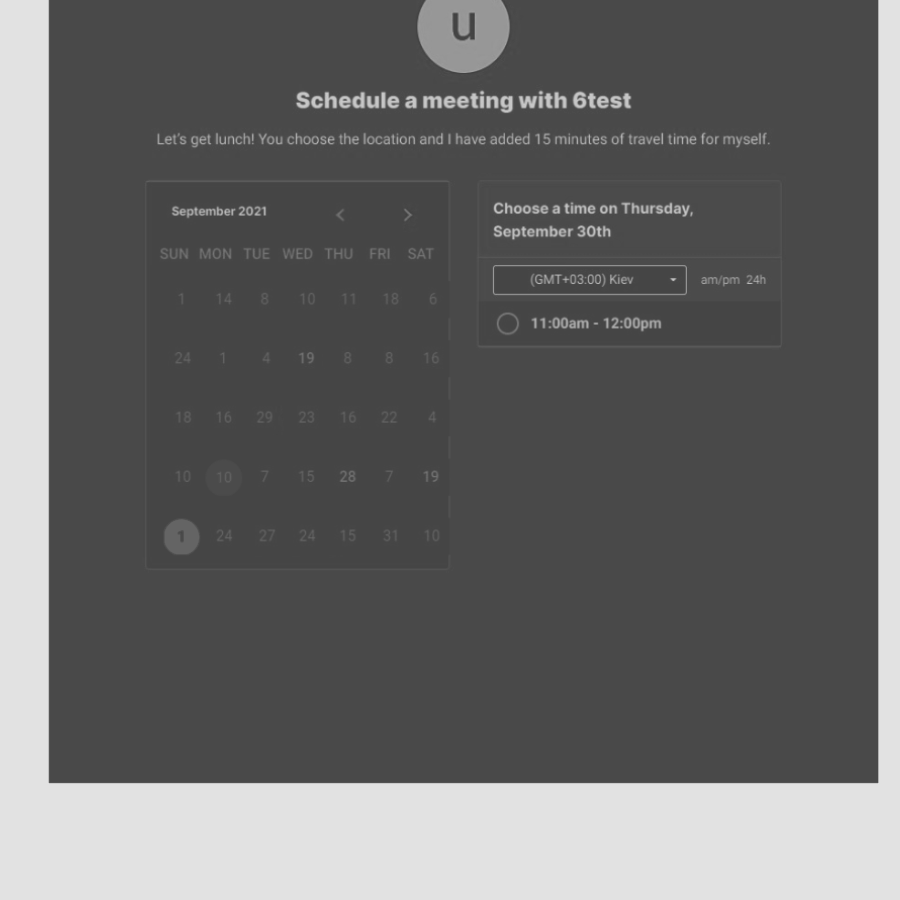 u
Schedule a meeting with 6test
Let's get lunch! You choose the location and I have added 15 minutes of travel time for myself.
September 2021
SUN MON TUE WED THU FRI SAT
1 14 8 10 11 18 6
24 1 4 19 8 8 16
18 16 29 23 16 22 4
10 10 7 15 28 7 19
1 24 27 24 15 31 10
Choose a time on Thursday,
September 30th
(GMT+03:00) Kiev am/pm 24h
11:00am - 12:00pm